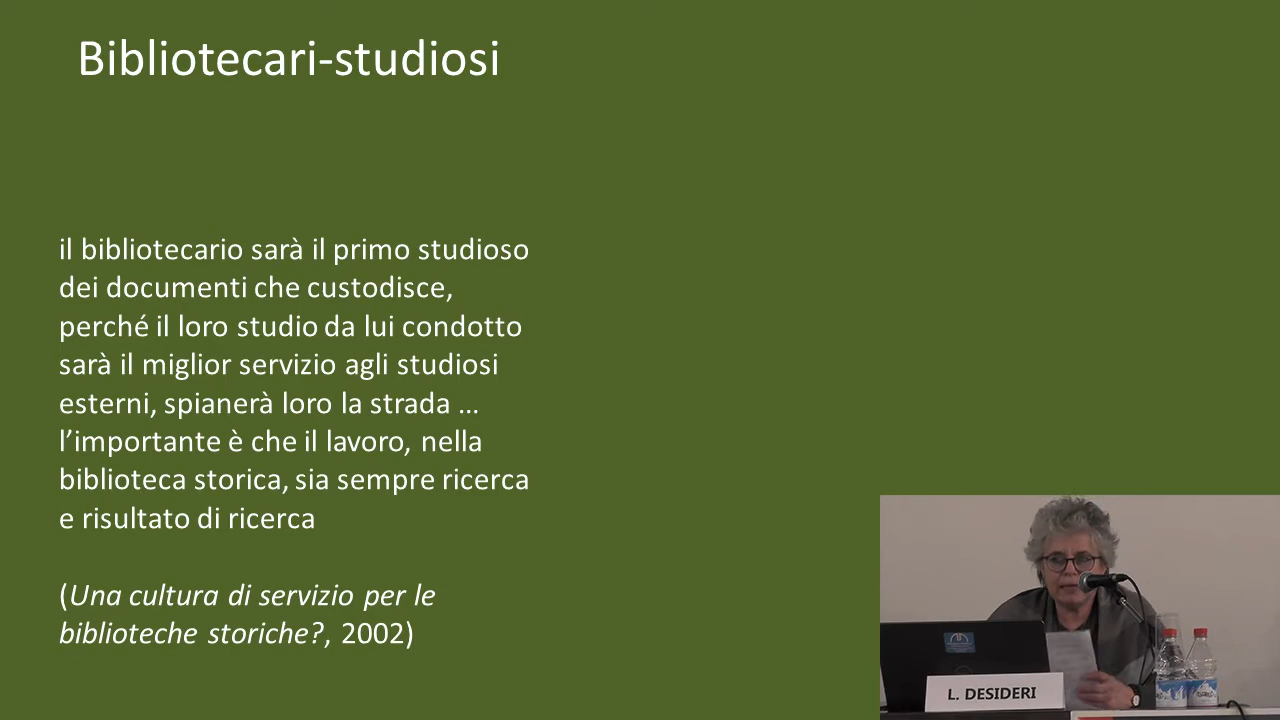 Bibliotecari-studiosi
il bibliotecario sarà il primo studioso
dei documenti che custodisce,
perché il loro studio da lui condotto
sarà il miglior servizio agli studiosi
esterni, spianerà loro la strada …
l’importante è che il lavoro, nella
biblioteca storica, sia sempre ricerca
e risultato di ricerca
(Una cultura di servizio per le
biblioteche storiche?, 2002)
L. DESIDERI